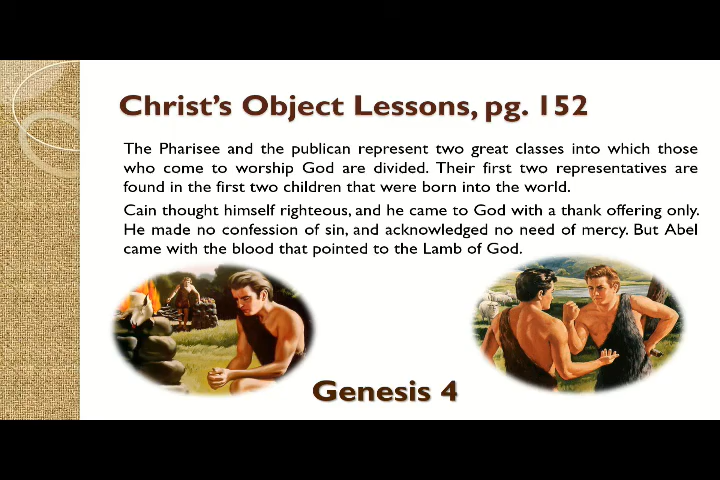 Christ's Object Lessons, pg. 152
The Pharisee and the publican represent two great classes into which those
who come to worship God are divided. Their first two representatives are
found in the first two children that were born into the world.
Cain thought himself righteous, and he came to God with a thank offering only.
He made no confession of sin, and acknowledged no need of mercy. But Abel
came with the blood that pointed to the Lamb of God.
Genesis 4